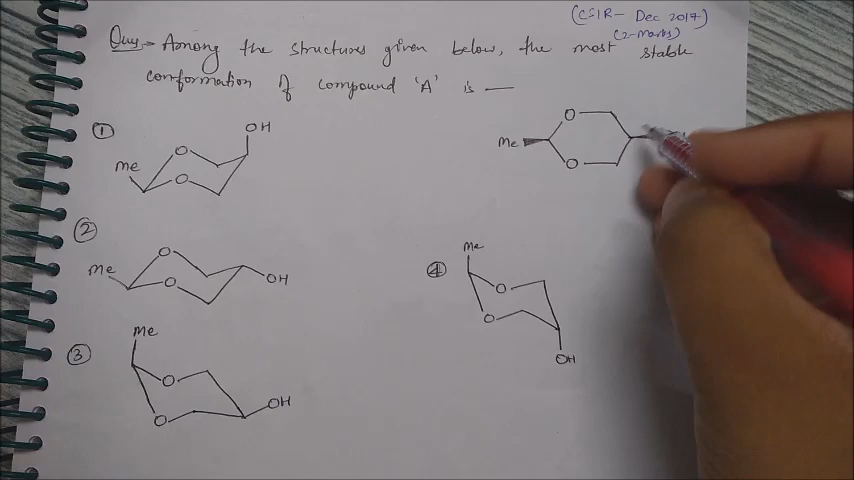 (CSIR- Dec 2017)
(2-marks)
Ques → Among the structures given below, the most stable
conformation of compound 'A' is —
① OH
Me O
O
Me O
O
② O
Me O OH
④ Me
O
O
OH
③ Me
O OH
O